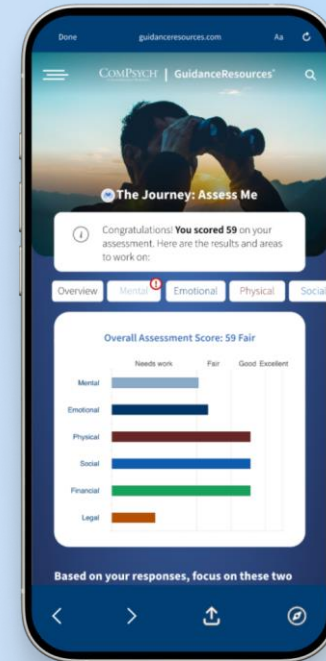 Done guidanceresources.com Aa
COMPSYCH | GuidanceResources®
The Journey: Assess Me
Congratulations! You scored 59 on your
assessment. Here are the results and areas
to work on:
Overview Mental Emotional Physical Social
Overall Assessment Score: 59 Fair
Needs work Fair Good Excellent
Mental
Emotional
Physical
Social
Financial
Legal
Based on your responses, focus on these two